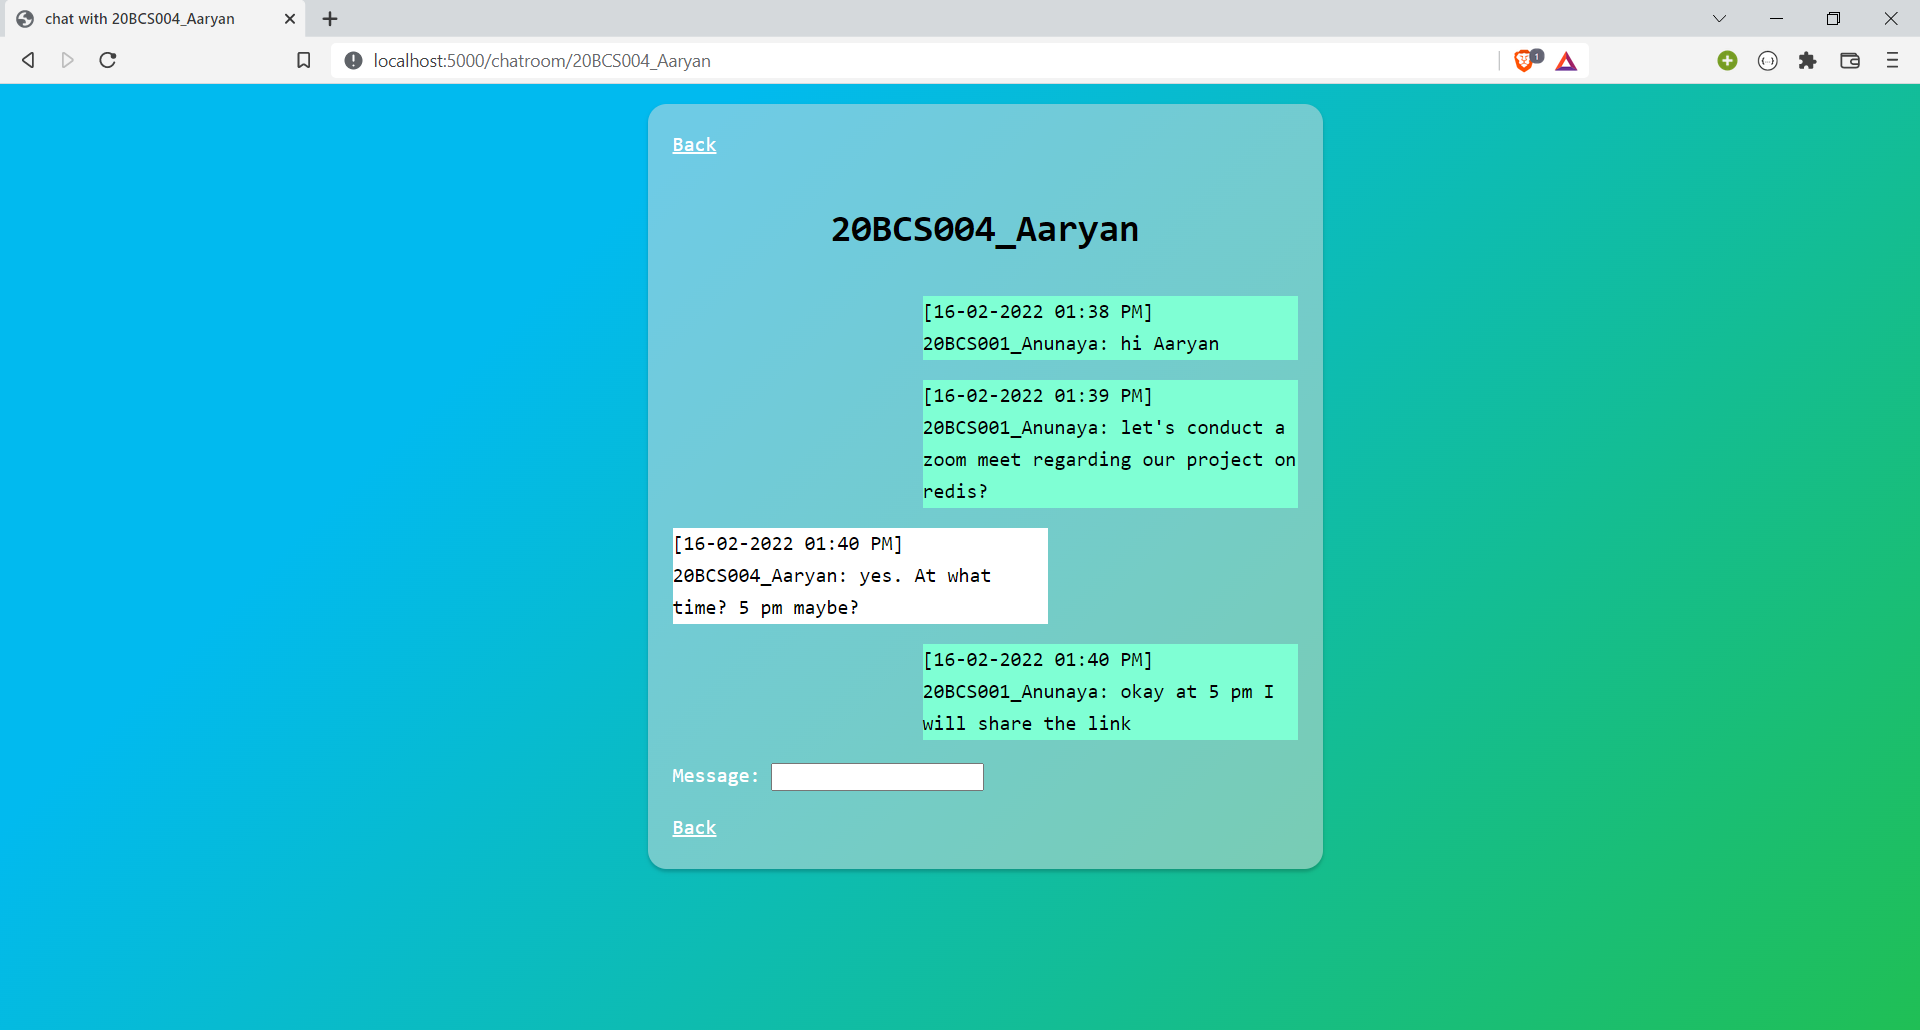 chat with 20BCS004_Aaryan
localhost:5000/chatroom/20BCS004_Aaryan
1
Back
20BCS004_Aaryan
[16-02-2022 01:38 PM]
20BCS001_Anunaya: hi Aaryan
[16-02-2022 01:39 PM]
20BCS001_Anunaya: let's conduct a
zoom meet regarding our project on
redis?
[16-02-2022 01:40 PM]
20BCS004_Aaryan: yes. At what
time? 5 pm maybe?
[16-02-2022 01:40 PM]
20BCS001_Anunaya: okay at 5 pm I
will share the link
Message:
Back